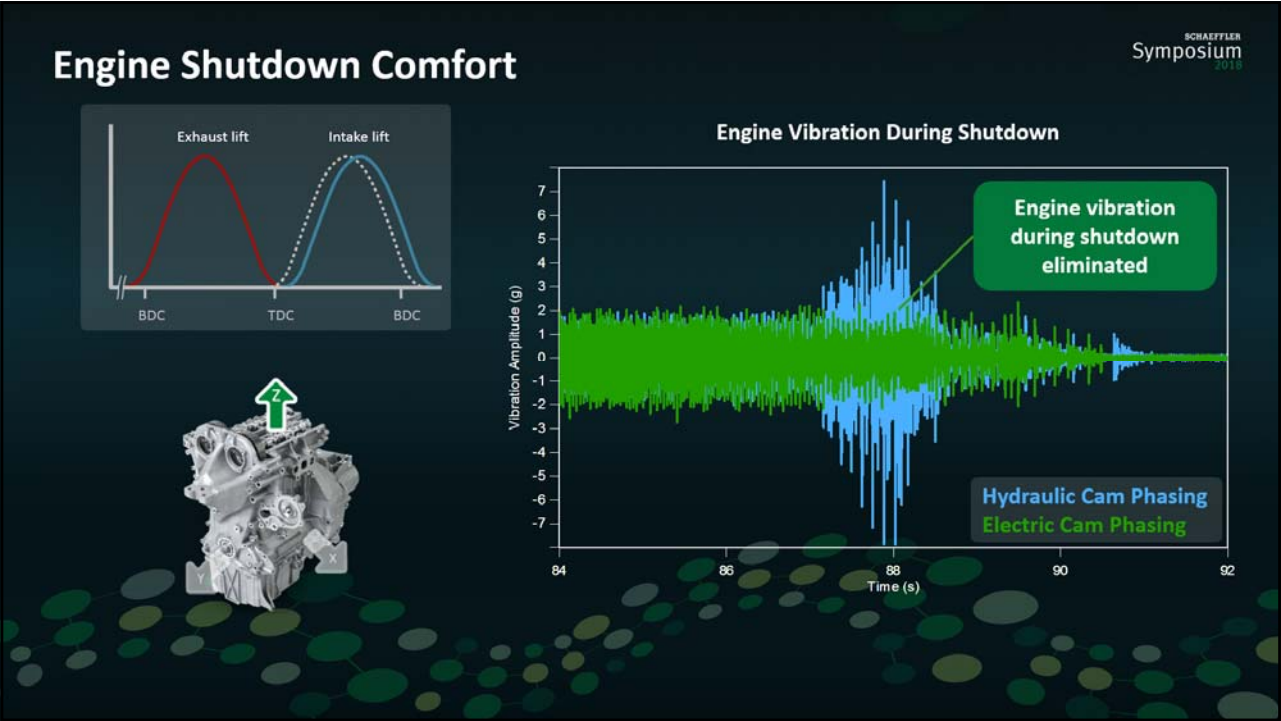 Engine Shutdown Comfort
SCHAEFFLER
Symposium
2018
Exhaust lift
Intake lift
BDC
TDC
BDC
Z
Y
X
Engine Vibration During Shutdown
Engine vibration
during shutdown
eliminated
Vibration Amplitude (g)
7
6
5
4
3
2
1
0
-1
-2
-3
-4
-5
-6
-7
Hydraulic Cam Phasing
Electric Cam Phasing
84
86
88
90
92
Time (s)